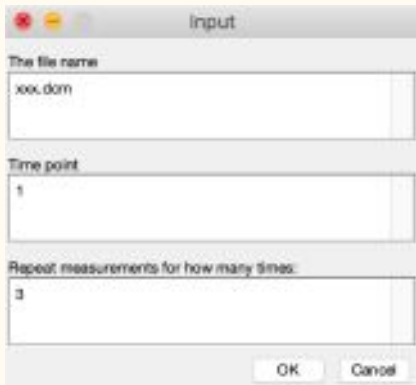 Input
The file name
xxx.dcm
Time point
1
Repeat measurements for how many times:
3
OK Cancel